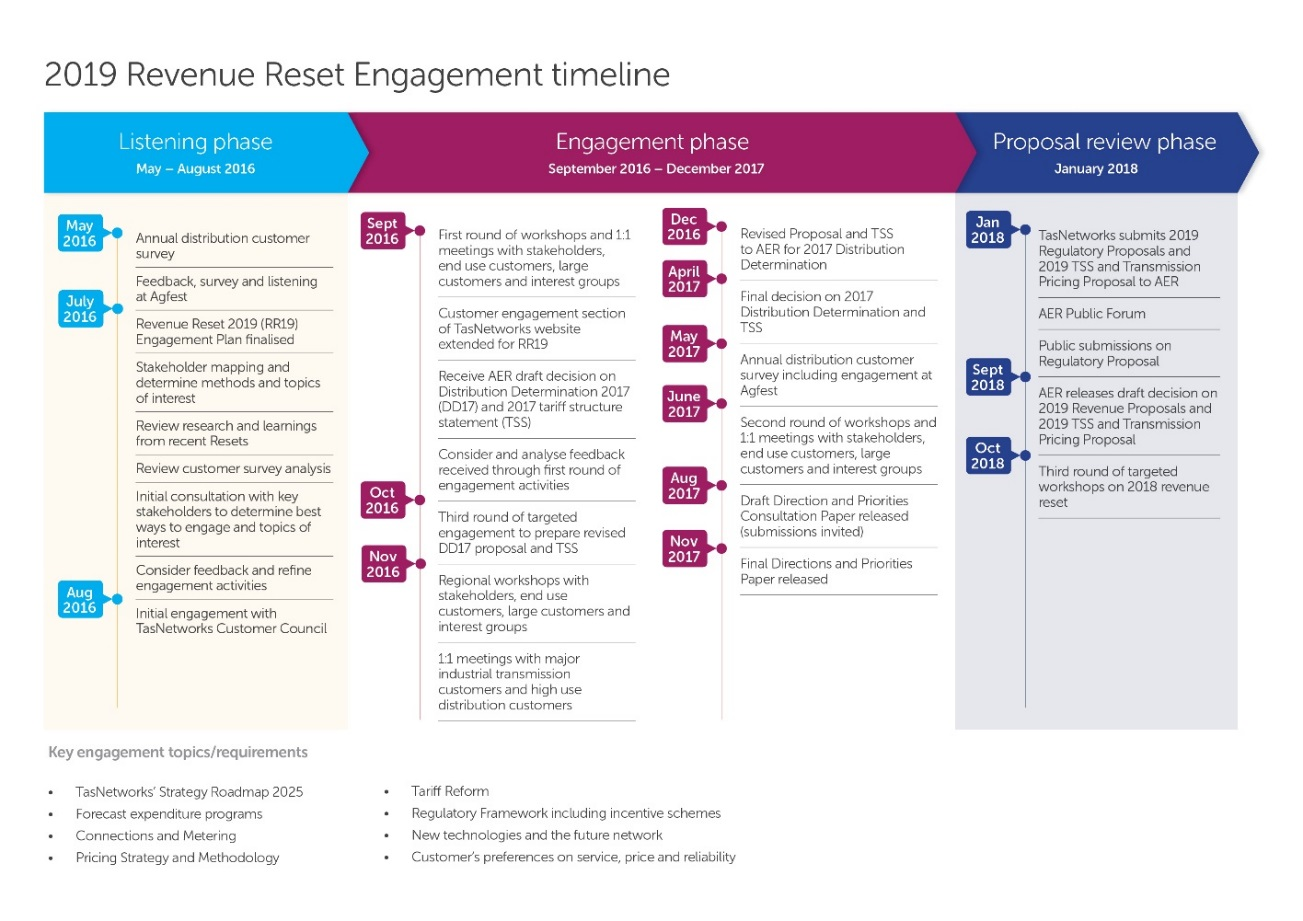 2019 Revenue Reset Engagement timeline
Listening phase
May – August 2016
Engagement phase
September 2016 – December 2017
Proposal review phase
January 2018
May
2016
Annual distribution customer
survey
Feedback, survey and listening
at Agfest
July
2016
Revenue Reset 2019 (RR19)
Engagement Plan finalised
Stakeholder mapping and
determine methods and topics
of interest
Review research and learnings
from recent Resets
Review customer survey analysis
Initial consultation with key
stakeholders to determine best
ways to engage and topics of
interest
Consider feedback and refine
engagement activities
Aug
2016
Initial engagement with
TasNetworks Customer Council
Sept
2016
First round of workshops and 1:1
meetings with stakeholders,
end use customers, large
customers and interest groups
Customer engagement section
of TasNetworks website
extended for RR19
Receive AER draft decision on
Distribution Determination 2017
(DD17) and 2017 tariff structure
statement (TSS)
Consider and analyse feedback
received through first round of
engagement activities
Oct
2016
Third round of targeted
engagement to prepare revised
DD17 proposal and TSS
Nov
2016
Regional workshops with
stakeholders, end use
customers, large customers and
interest groups
1:1 meetings with major
industrial transmission
customers and high use
distribution customers
Dec
2016
Revised Proposal and TSS
to AER for 2017 Distribution
Determination
April
2017
Final decision on 2017
Distribution Determination and
TSS
May
2017
Annual distribution customer
survey including engagement at
Agfest
June
2017
Second round of workshops and
1:1 meetings with stakeholders,
end use customers, large
customers and interest groups
Aug
2017
Draft Direction and Priorities
Consultation Paper released
(submissions invited)
Nov
2017
Final Directions and Priorities
Paper released
Jan
2018
TasNetworks submits 2019
Regulatory Proposals and
2019 TSS and Transmission
Pricing Proposal to AER
AER Public Forum
Public submissions on
Regulatory Proposal
Sept
2018
AER releases draft decision on
2019 Revenue Proposals and
2019 TSS and Transmission
Pricing Proposal
Oct
2018
Third round of targeted
workshops on 2018 revenue
reset
Key engagement topics/requirements
• TasNetworks' Strategy Roadmap 2025
• Forecast expenditure programs
• Connections and Metering
• Pricing Strategy and Methodology
• Tariff Reform
• Regulatory Framework including incentive schemes
• New technologies and the future network
• Customer's preferences on service, price and reliability